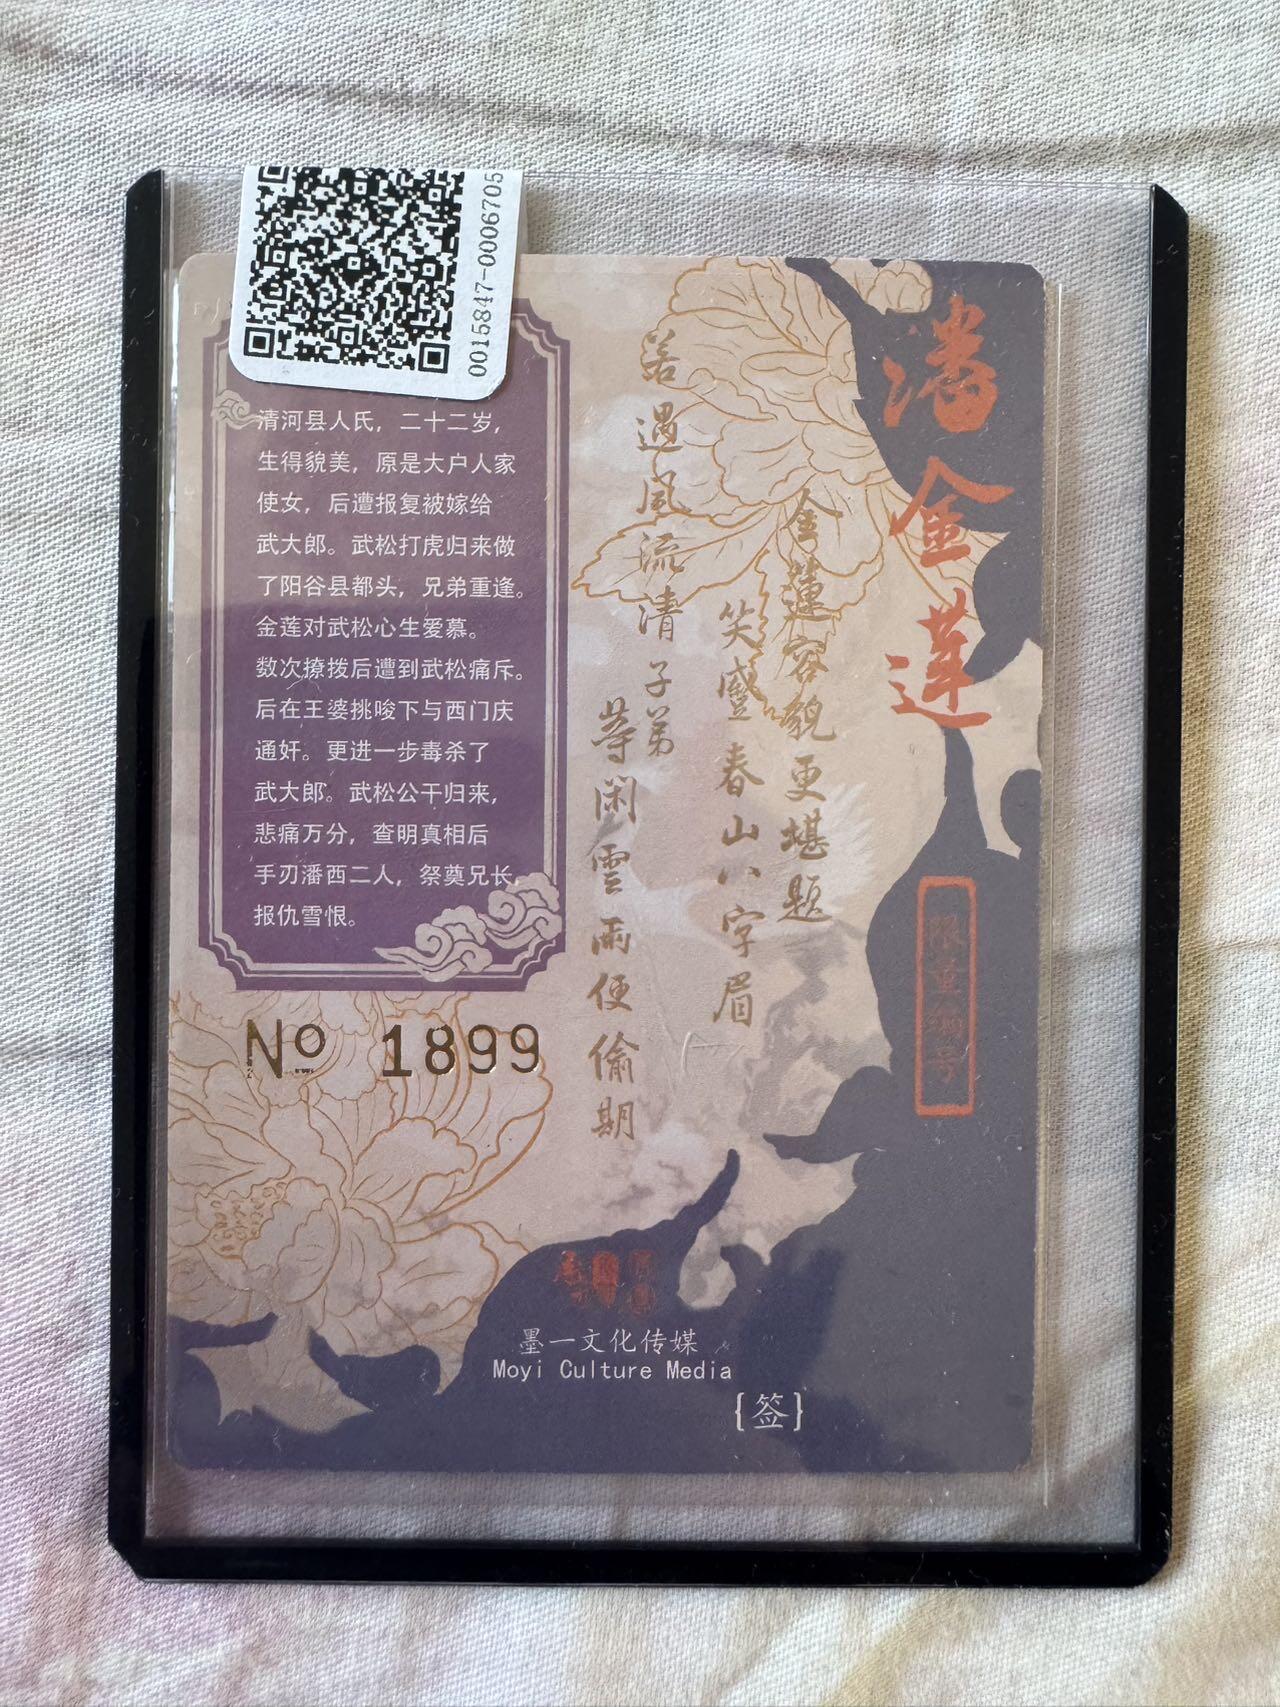 0015847-0006705
清河县人氏，二十二岁，
生得貌美，原是大户人家
使女，后遭报复被嫁给
武大郎。武松打虎归来做
了阳谷县都头，兄弟重逢。
金莲对武松心生爱慕。
数次撩拨后遭到武松痛斥。
后在王婆挑唆下与西门庆
通奸。更进一步毒杀了
武大郎。武松公干归来，
悲痛万分，查明真相后
手刃潘西二人，祭奠兄长，
报仇雪恨。
No 1899
潘金莲
金蓮容貌更堪题
笑蹙春山八字眉
若遇風流清子弟
等闲雲雨便偷期
限量编号
墨一文化传媒
Moyi Culture Media
{签}